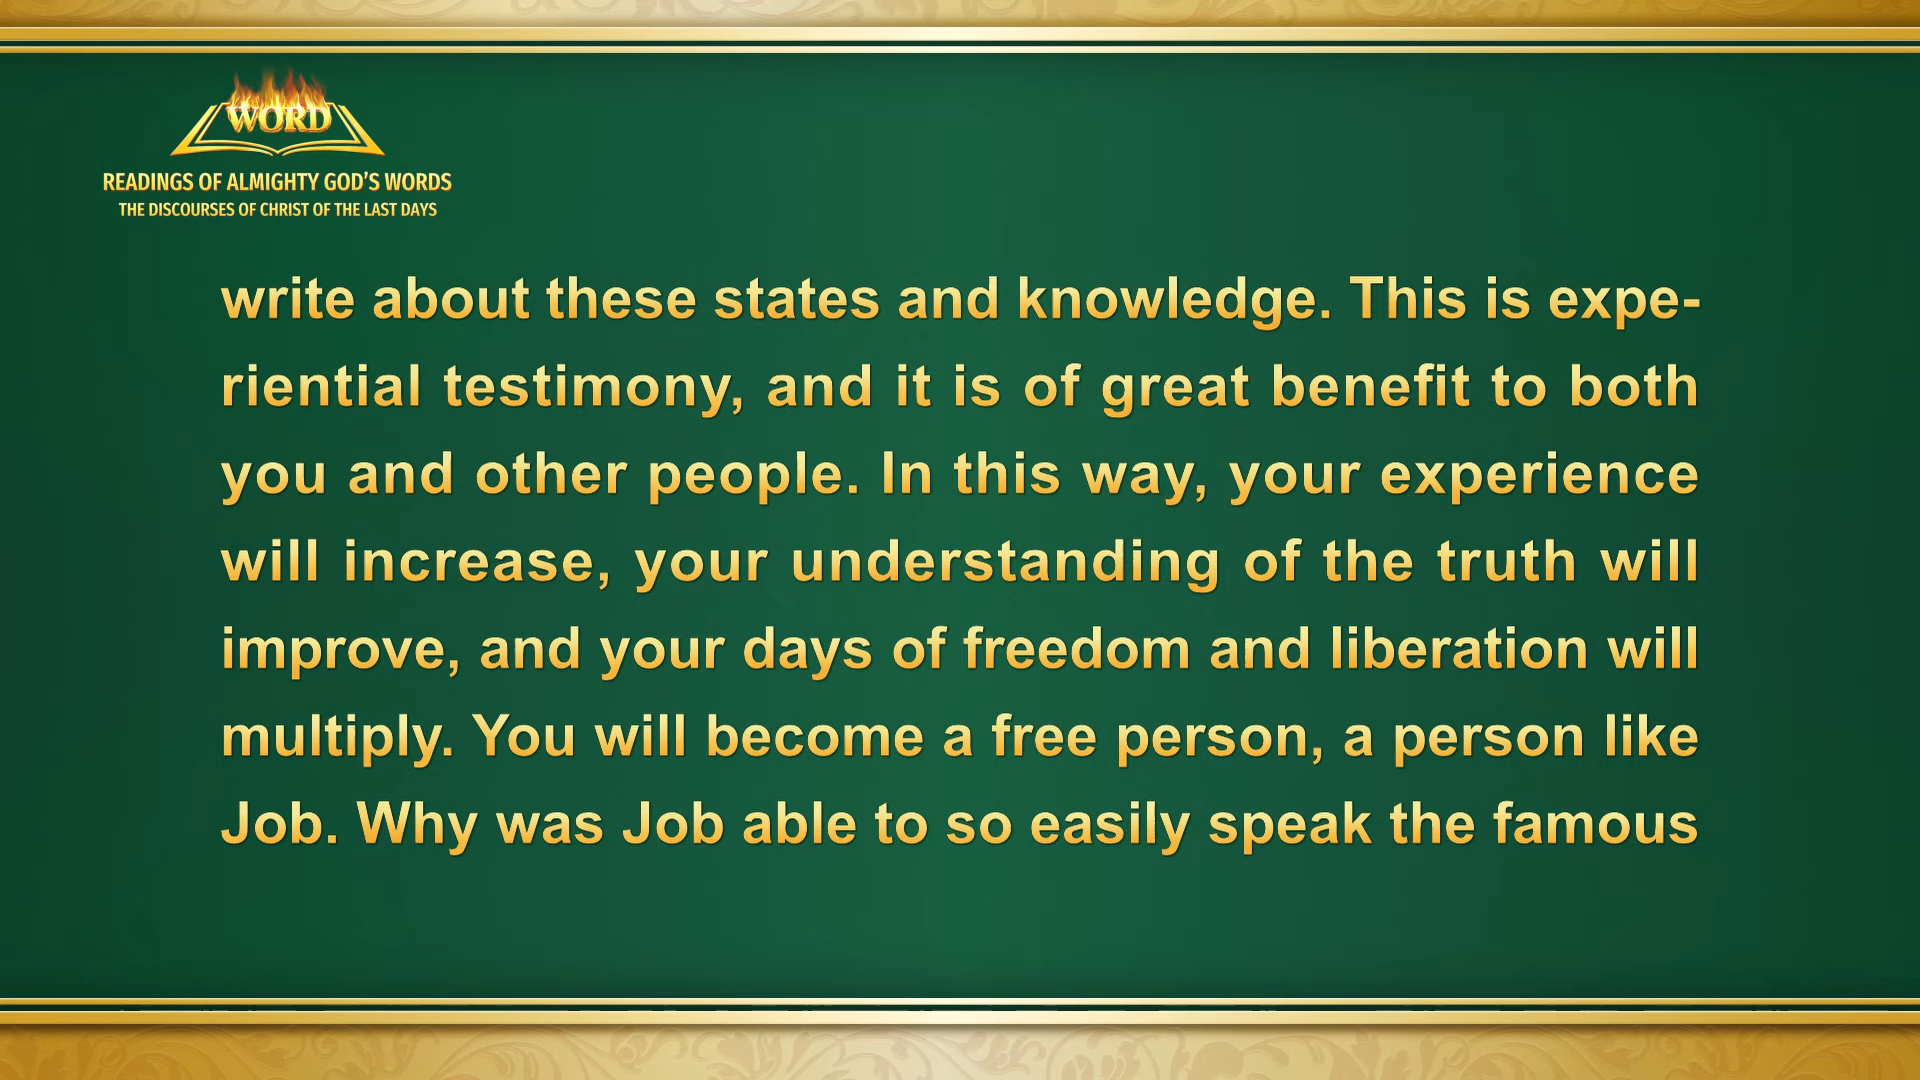 WORD
READINGS OF ALMIGHTY GOD'S WORDS
THE DISCOURSES OF CHRIST OF THE LAST DAYS
write about these states and knowledge. This is expe-
riential testimony, and it is of great benefit to both
you and other people. In this way, your experience
will increase, your understanding of the truth will
improve, and your days of freedom and liberation will
multiply. You will become a free person, a person like
Job. Why was Job able to so easily speak the famous